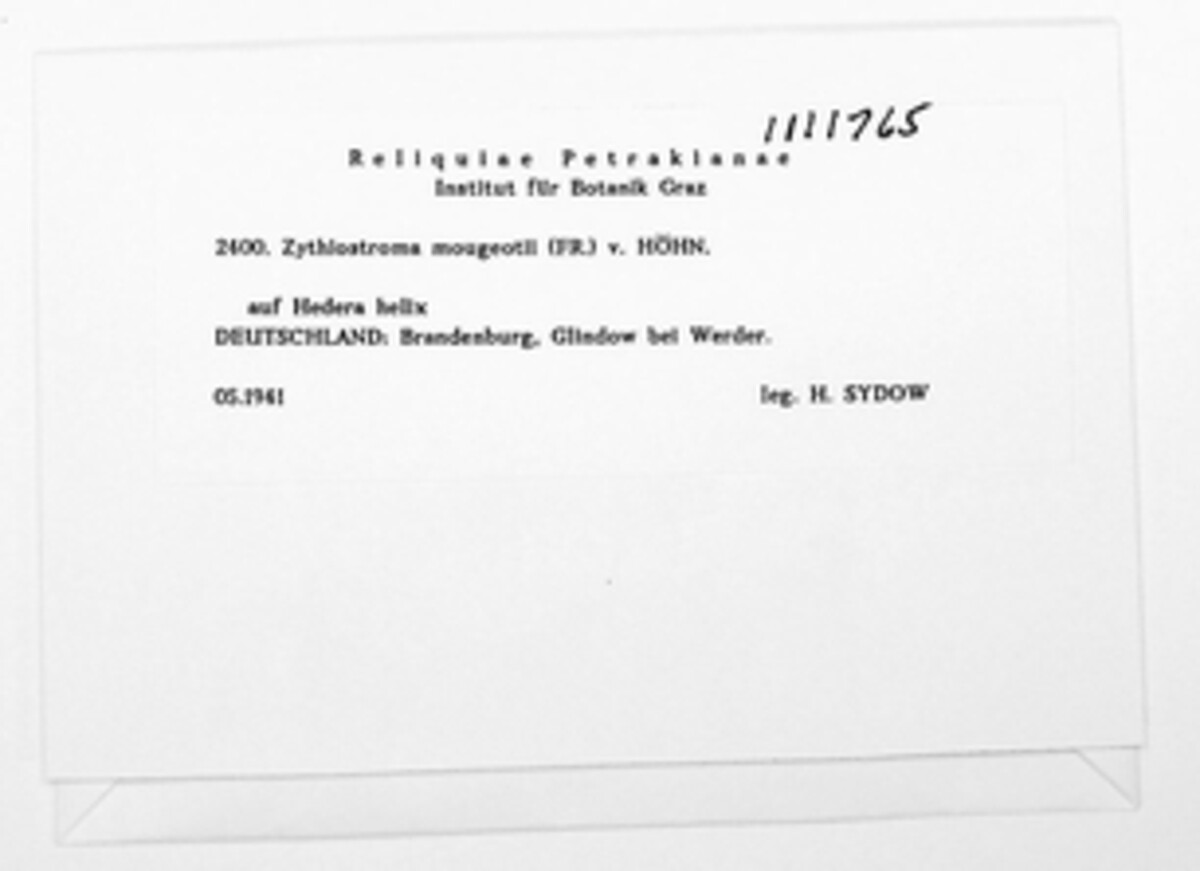 1111765
Reliquiae Petrakianae
Institut für Botanik Graz
2400. Zythiostroma mougeotii (FR.) v. HÖHN.
auf Hedera helix
DEUTSCHLAND: Brandenburg, Glindow bei Werder.
05.1941 leg. H. SYDOW